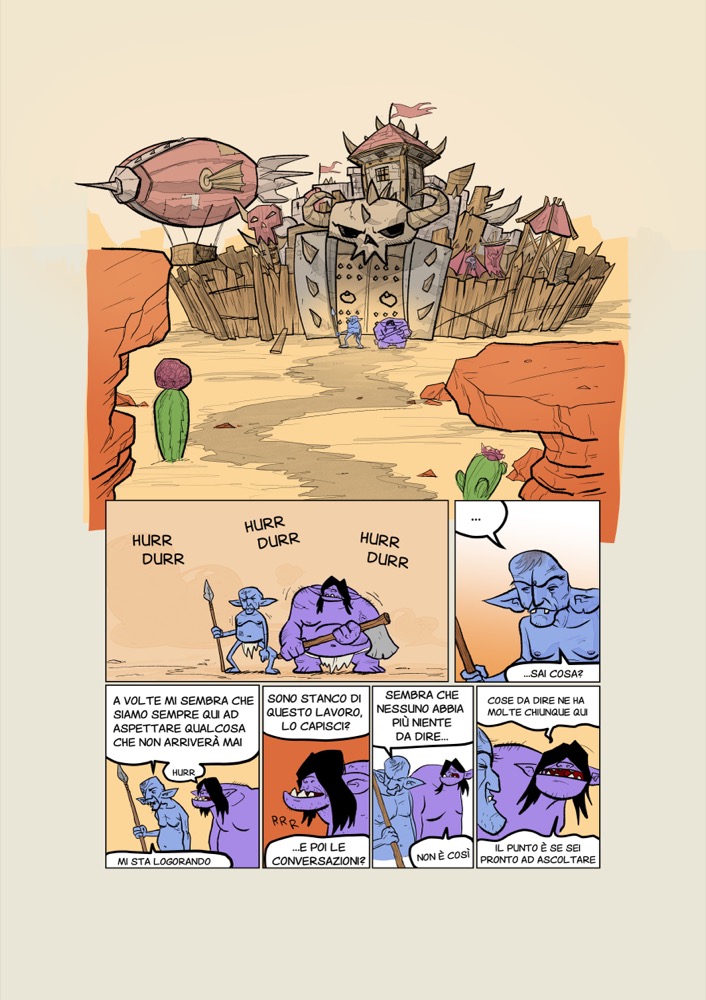 HURR
DURR
HURR
DURR
HURR
DURR
...
...SAI COSA?
A VOLTE MI SEMBRA CHE
SIAMO SEMPRE QUI AD
ASPETTARE QUALCOSA
CHE NON ARRIVERÀ MAI
HURR
MI STA LOGORANDO
SONO STANCO DI
QUESTO LAVORO,
LO CAPISCI?
RRR
...E POI LE
CONVERSAZIONI?
SEMBRA CHE
NESSUNO ABBIA
PIÙ NIENTE
DA DIRE...
NON È COSÌ
COSE DA DIRE NE HA
MOLTE CHIUNQUE QUI
IL PUNTO È SE SEI
PRONTO AD ASCOLTARE